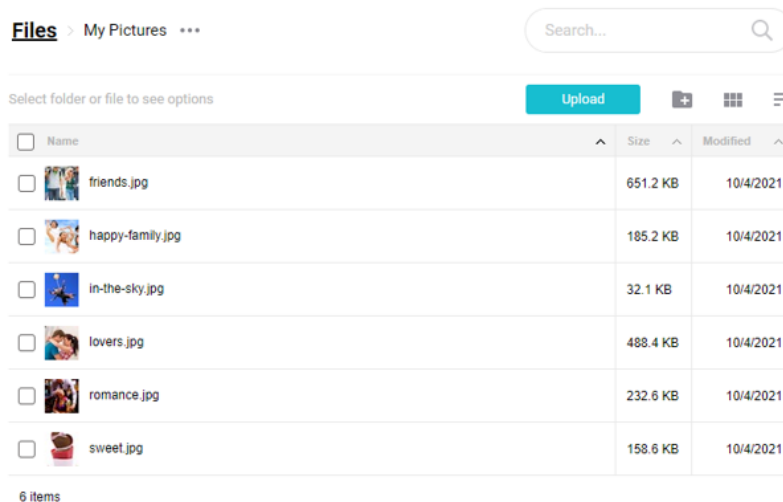 Files > My Pictures •••
Search...
Select folder or file to see options
Upload
Name Size Modified
friends.jpg 651.2 KB 10/4/2021
happy-family.jpg 185.2 KB 10/4/2021
in-the-sky.jpg 32.1 KB 10/4/2021
lovers.jpg 488.4 KB 10/4/2021
romance.jpg 232.6 KB 10/4/2021
sweet.jpg 158.6 KB 10/4/2021
6 items